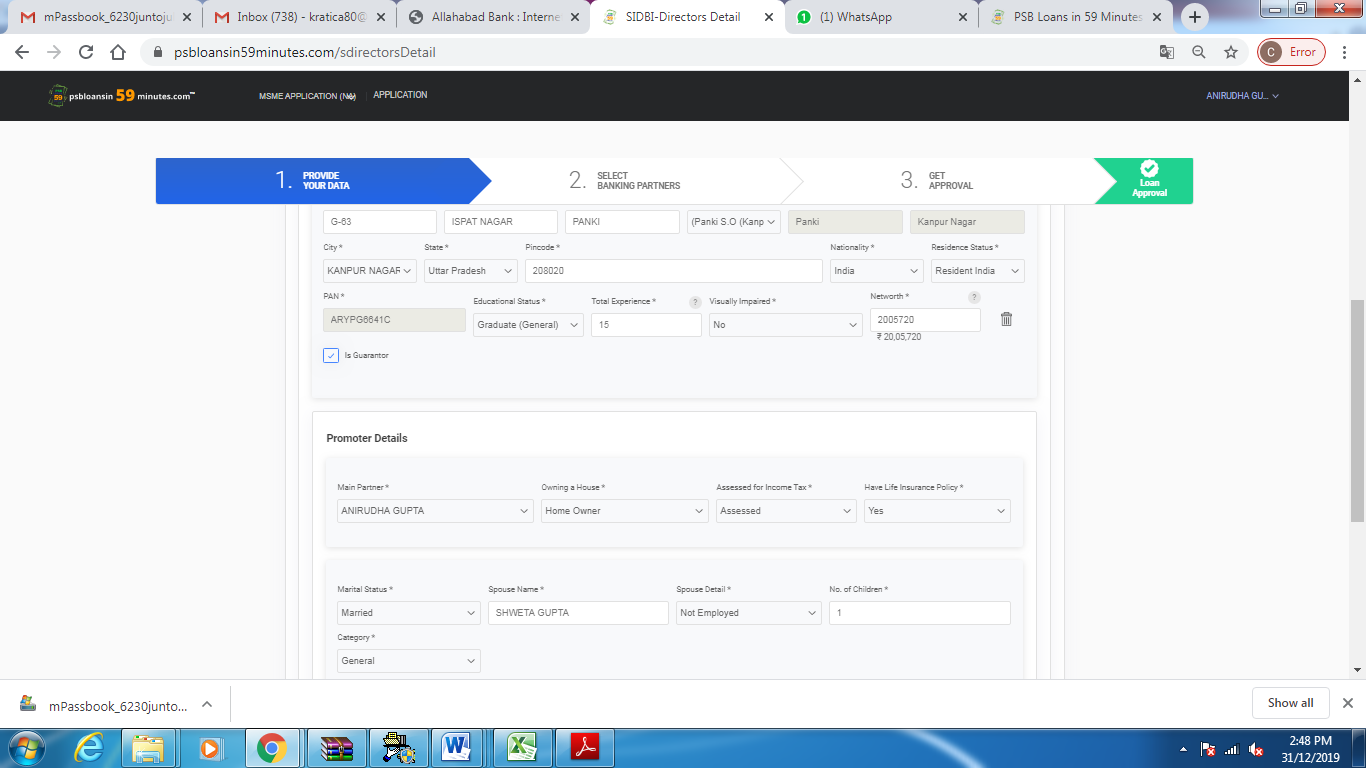 mPassbook_6230juntoju
Inbox (738) - kratica80@
Allahabad Bank : Interne
SIDBI-Directors Detail
(1) WhatsApp
PSB Loans in 59 Minutes
psbloansin59minutes.com/sdirectorsDetail
C Error
psbloansin 59 minutes.com™
MSME APPLICATION
APPLICATION
ANIRUDHA GU...
1. PROVIDE YOUR DATA
2. SELECT BANKING PARTNERS
3. GET APPROVAL
Loan Approval
G-63 ISPAT NAGAR PANKI (Panki S.O (Kanp Panki Kanpur Nagar
City * State * Pincode * Nationality * Residence Status *
KANPUR NAGAR Uttar Pradesh 208020 India Resident India
PAN * Educational Status * Total Experience * ? Visually Impaired * Networth * ?
ARYPG6641C Graduate (General) 15 No 2005720
₹ 20,05,720
Is Guarantor
Promoter Details
Main Partner * Owning a House * Assessed for Income Tax * Have Life Insurance Policy *
ANIRUDHA GUPTA Home Owner Assessed Yes
Marital Status * Spouse Name * Spouse Detail * No. of Children *
Married SHWETA GUPTA Not Employed 1
Category *
General
mPassbook_6230junto...
Show all
2:48 PM
31/12/2019